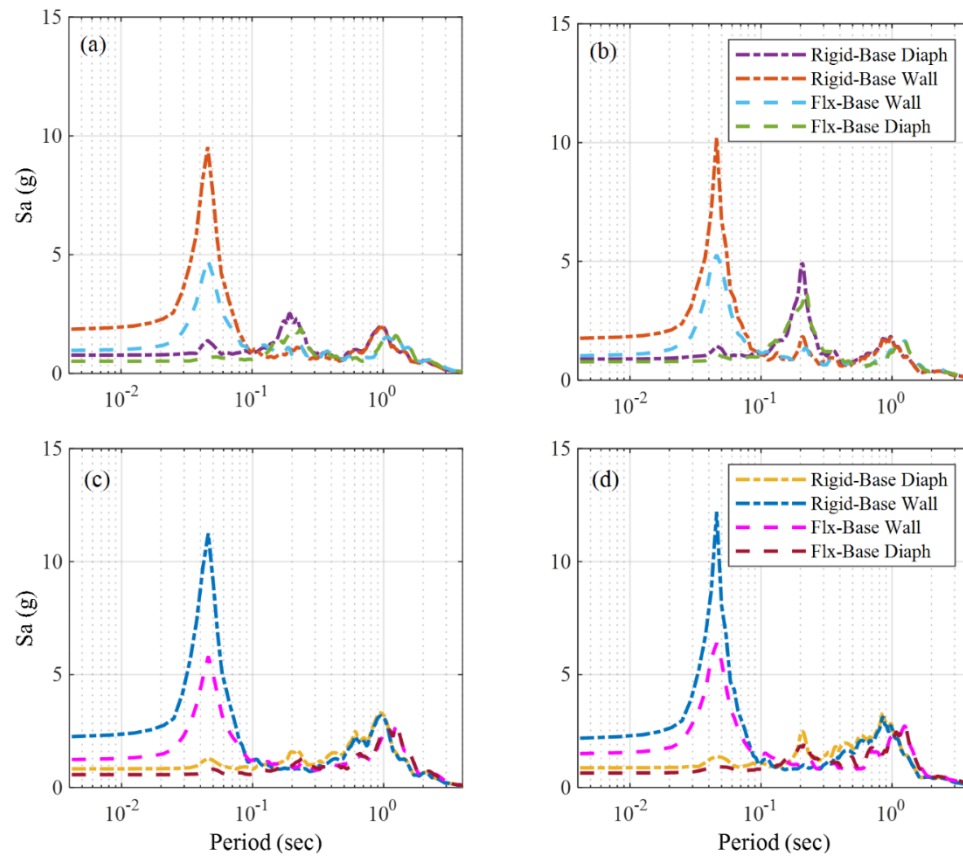 15
10
5
0
Sa (g)
(a)
10^-2
10^-1
10^0
15
10
5
0
(b)
Rigid-Base Diaph
Rigid-Base Wall
Flx-Base Wall
Flx-Base Diaph
10^-2
10^-1
10^0
15
10
5
0
Sa (g)
(c)
10^-2
10^-1
10^0
Period (sec)
15
10
5
0
(d)
Rigid-Base Diaph
Rigid-Base Wall
Flx-Base Wall
Flx-Base Diaph
10^-2
10^-1
10^0
Period (sec)